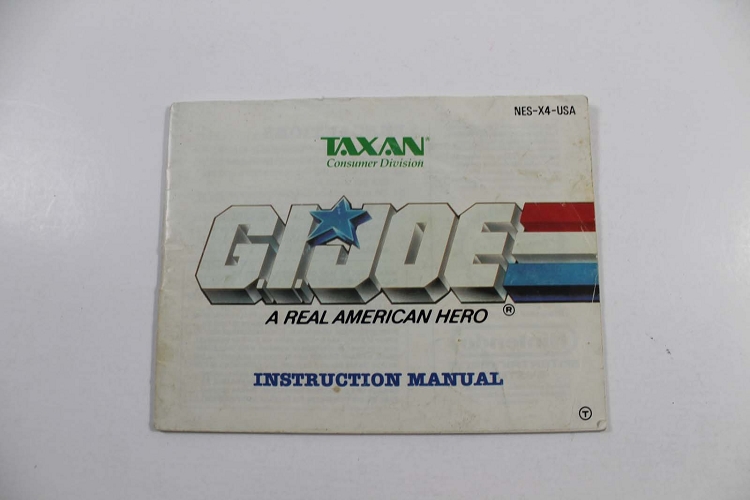 NES-X4-USA
TAXAN®
Consumer Division
G.I.JOE
A REAL AMERICAN HERO ®
INSTRUCTION MANUAL
T